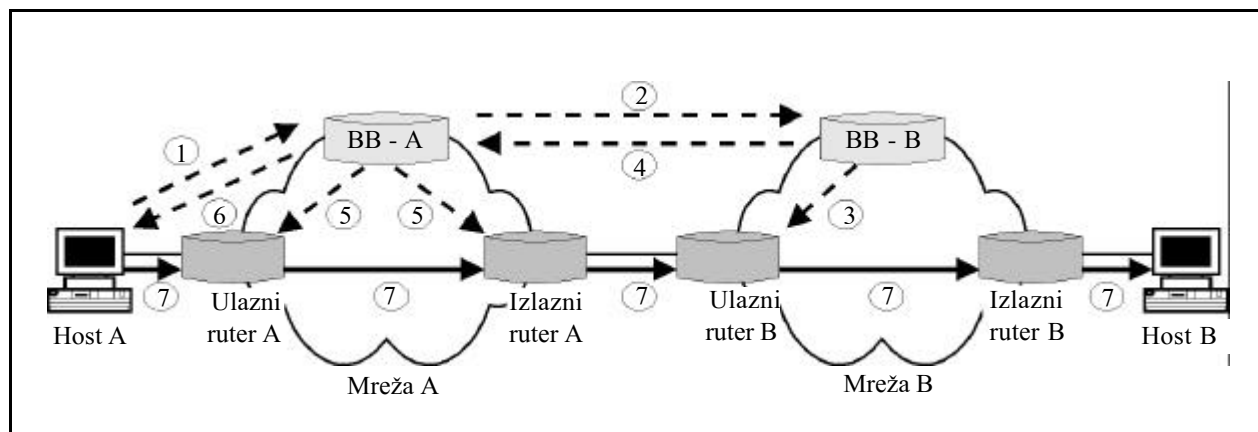 2
BB - A
BB - B
1
4
6
5
5
3
7
Ulazni
ruter A
7
Izlazni
ruter A
7
Ulazni
ruter B
7
Izlazni
ruter B
7
Host A
Host B
Mreža A
Mreža B